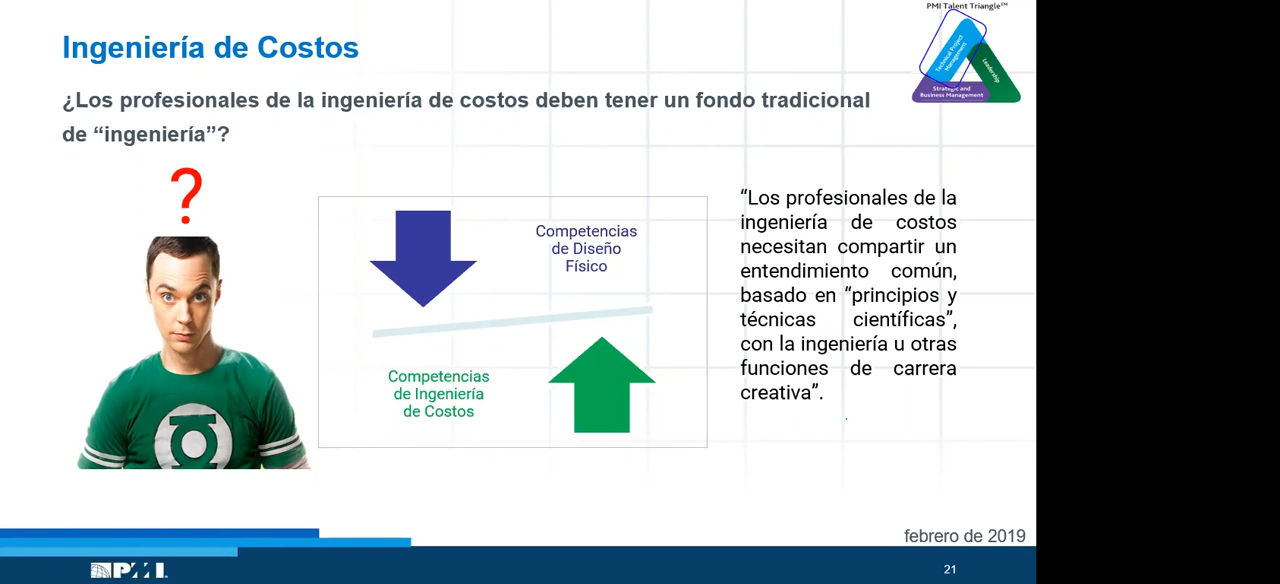 PMI Talent Triangle™
Technical Project
Management
Leadership
Strategic and
Business Management
Ingeniería de Costos
¿Los profesionales de la ingeniería de costos deben tener un fondo tradicional
de “ingeniería”?
?
Competencias
de Diseño
Físico
Competencias
de Ingeniería
de Costos
“Los profesionales de la
ingeniería de costos
necesitan compartir un
entendimiento común,
basado en “principios y
técnicas científicas”,
con la ingeniería u otras
funciones de carrera
creativa”.
febrero de 2019
PMI
21